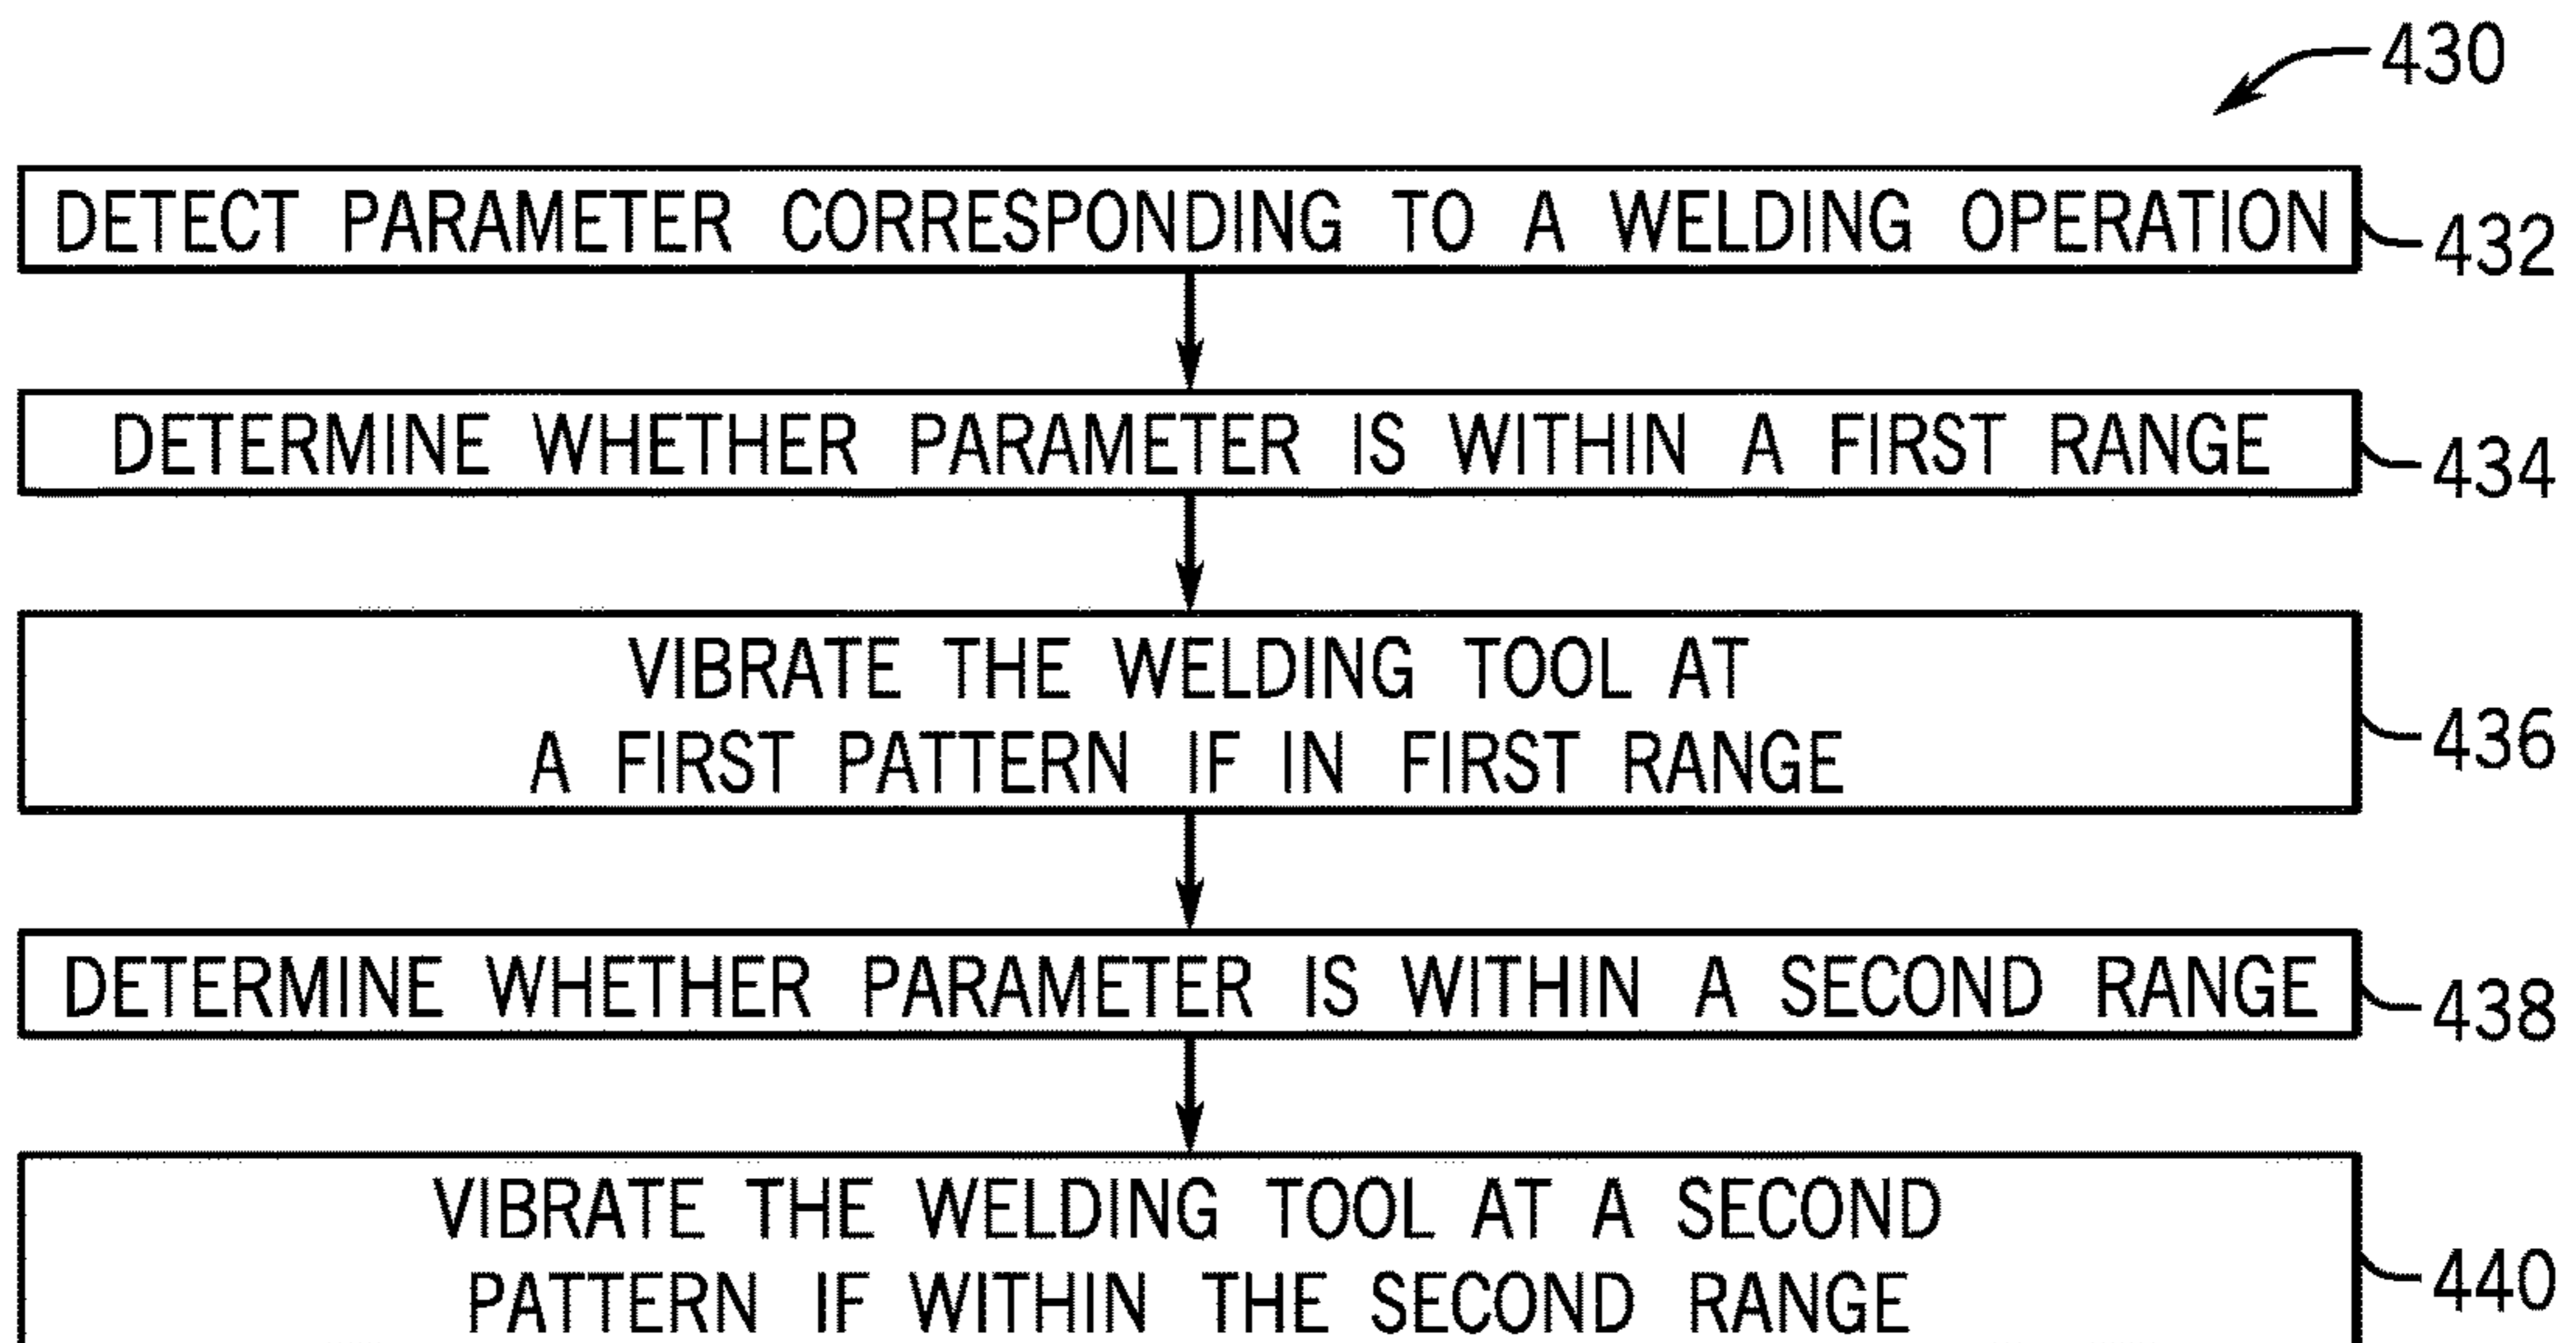 430
DETECT PARAMETER CORRESPONDING TO A WELDING OPERATION
432
DETERMINE WHETHER PARAMETER IS WITHIN A FIRST RANGE
434
VIBRATE THE WELDING TOOL AT
A FIRST PATTERN IF IN FIRST RANGE
436
DETERMINE WHETHER PARAMETER IS WITHIN A SECOND RANGE
438
VIBRATE THE WELDING TOOL AT A SECOND
PATTERN IF WITHIN THE SECOND RANGE
440